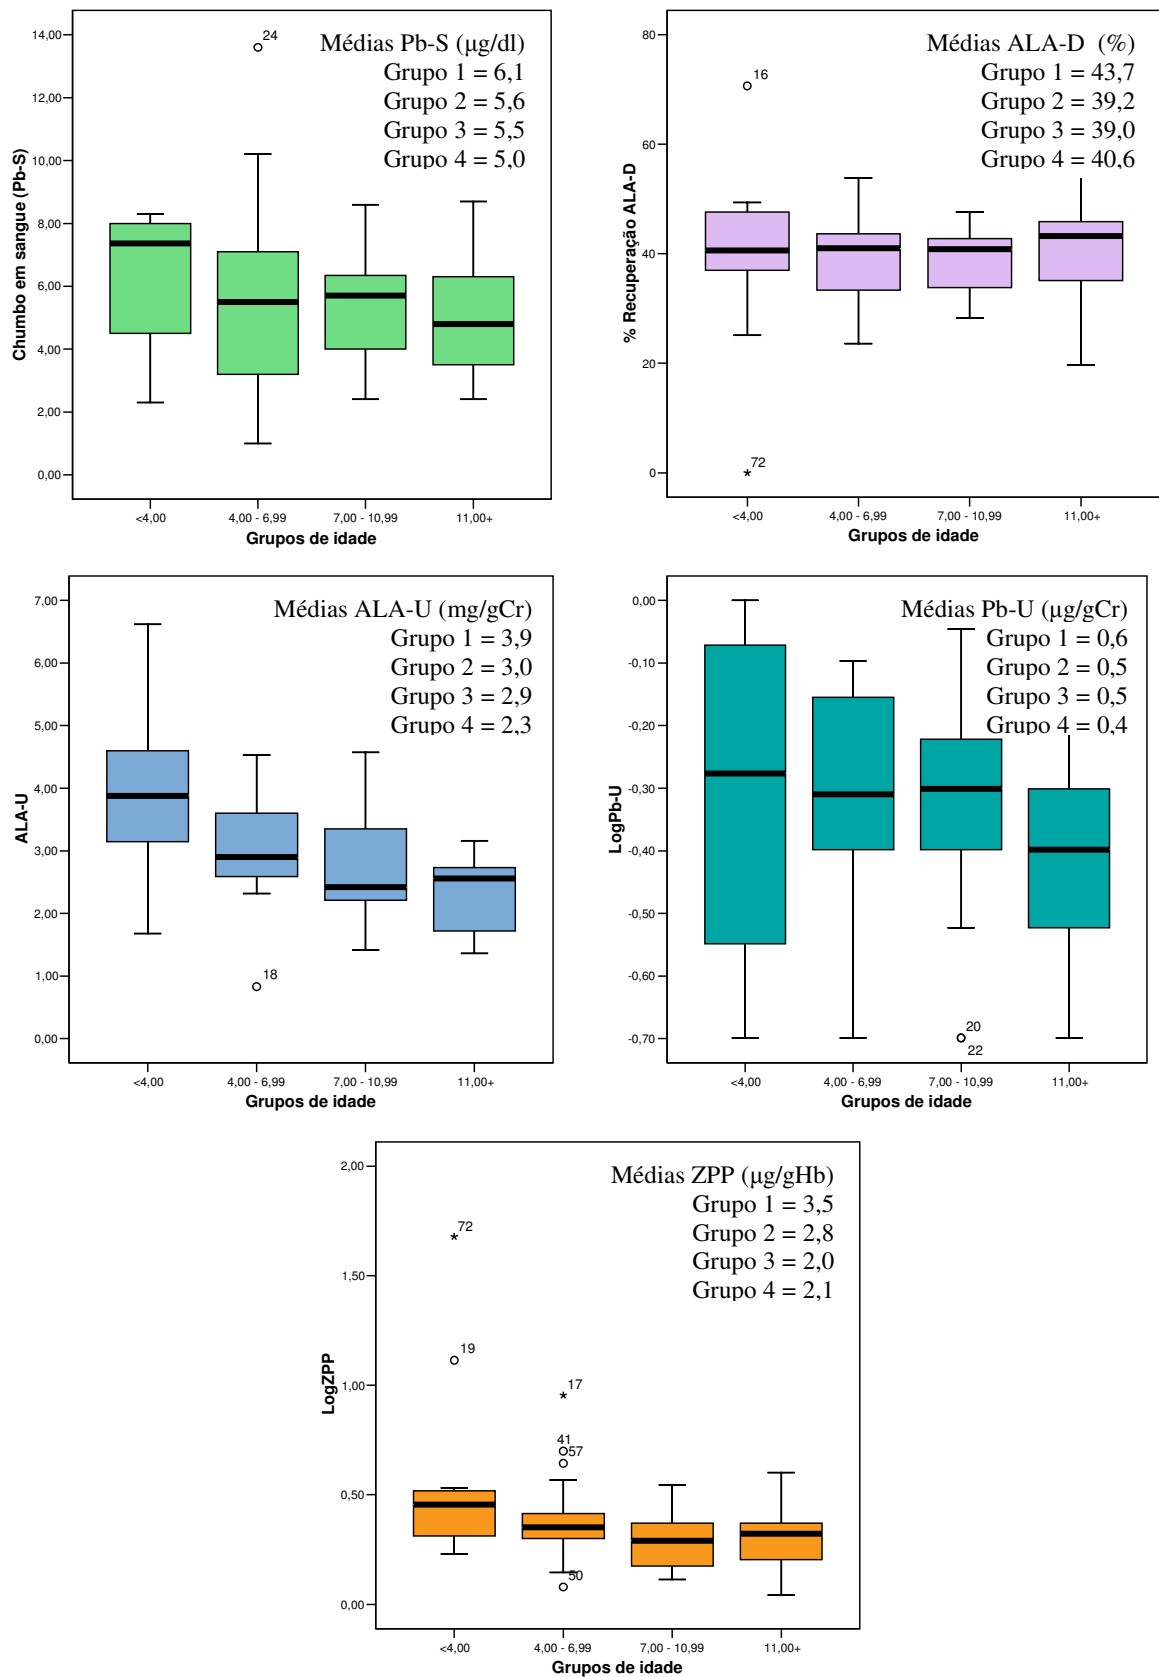 14,00
12,00
10,00
8,00
6,00
4,00
2,00
0,00
Chumbo em sangue (Pb-S)
24
Médias Pb-S (µg/dl)
Grupo 1 = 6,1
Grupo 2 = 5,6
Grupo 3 = 5,5
Grupo 4 = 5,0
<4,00 4,00 - 6,99 7,00 - 10,99 11,00+
Grupos de idade
80
60
40
20
0
% Recuperação ALA-D
16
72
Médias ALA-D (%)
Grupo 1 = 43,7
Grupo 2 = 39,2
Grupo 3 = 39,0
Grupo 4 = 40,6
<4,00 4,00 - 6,99 7,00 - 10,99 11,00+
Grupos de idade
7,00
6,00
5,00
4,00
3,00
2,00
1,00
0,00
ALA-U
18
Médias ALA-U (mg/gCr)
Grupo 1 = 3,9
Grupo 2 = 3,0
Grupo 3 = 2,9
Grupo 4 = 2,3
<4,00 4,00 - 6,99 7,00 - 10,99 11,00+
Grupos de idade
0,00
-0,10
-0,20
-0,30
-0,40
-0,50
-0,60
-0,70
LogPb-U
20
22
Médias Pb-U (µg/gCr)
Grupo 1 = 0,6
Grupo 2 = 0,5
Grupo 3 = 0,5
Grupo 4 = 0,4
<4,00 4,00 - 6,99 7,00 - 10,99 11,00+
Grupos de idade
2,00
1,50
1,00
0,50
0,00
LogZPP
72
19
17
41
57
50
Médias ZPP (µg/gHb)
Grupo 1 = 3,5
Grupo 2 = 2,8
Grupo 3 = 2,0
Grupo 4 = 2,1
<4,00 4,00 - 6,99 7,00 - 10,99 11,00+
Grupos de idade